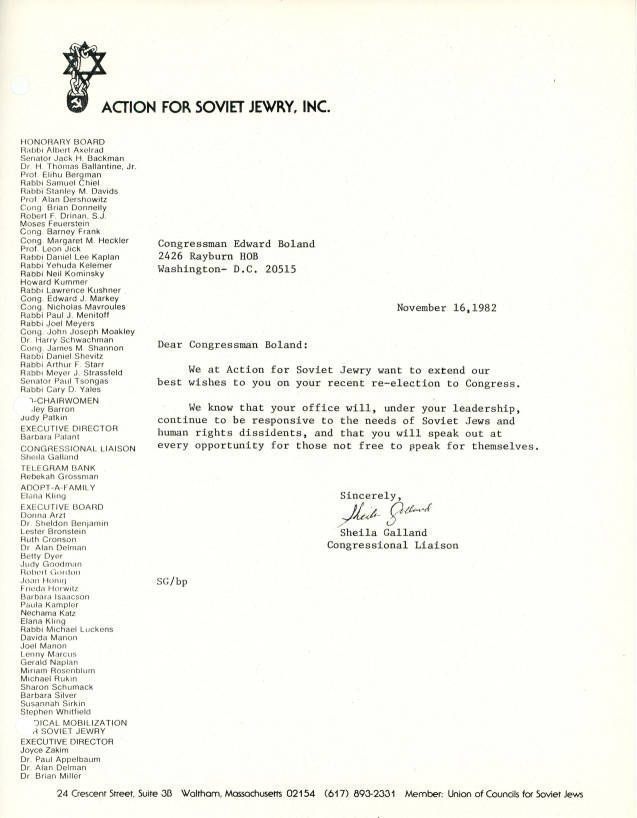 ACTION FOR SOVIET JEWRY, INC.
HONORARY BOARD
Rabbi Albert Axelrad
Senator Jack H. Backman
Dr. H. Thomas Ballantine, Jr.
Prof. Elihu Bergman
Rabbi Samuel Chiel
Rabbi Stanley M. Davids
Prof. Alan Dershowitz
Cong. Brian Donnelly
Robert F. Drinan, S.J.
Moses Feuerstein
Cong. Barney Frank
Cong. Margaret M. Heckler
Prof. Leon Jick
Rabbi Daniel Lee Kaplan
Rabbi Yehuda Kelemer
Rabbi Neil Kominsky
Howard Kummer
Rabbi Lawrence Kushner
Cong. Edward J. Markey
Cong. Nicholas Mavroules
Rabbi Paul J. Menitoff
Rabbi Joel Meyers
Cong. John Joseph Moakley
Dr. Harry Schwachman
Cong. James M. Shannon
Rabbi Daniel Shevitz
Rabbi Arthur F. Starr
Rabbi Meyer J. Strassfeld
Senator Paul Tsongas
Rabbi Cary D. Yales
-CHAIRWOMEN
ley Barron
Judy Patkin
EXECUTIVE DIRECTOR
Barbara Palant
CONGRESSIONAL LIAISON
Sheila Galland
TELEGRAM BANK
Rebekah Grossman
ADOPT-A-FAMILY
Elana Kling
EXECUTIVE BOARD
Donna Arzt
Dr. Sheldon Benjamin
Lester Bronstein
Ruth Cronson
Dr. Alan Delman
Betty Dyer
Judy Goodman
Robert Gordon
Joan Honig
Frieda Horwitz
Barbara Isaacson
Paula Kampler
Nechama Katz
Elana Kling
Rabbi Michael Luckens
Davida Manon
Joel Manon
Lenny Marcus
Gerald Naplan
Miriam Rosenblum
Michael Rukin
Sharon Schumack
Barbara Silver
Susannah Sirkin
Stephen Whitfield
DICAL MOBILIZATION
R SOVIET JEWRY
EXECUTIVE DIRECTOR
Joyce Zakim
Dr. Paul Appelbaum
Dr. Alan Delman
Dr. Brian Miller
Congressman Edward Boland
2426 Rayburn HOB
Washington- D.C. 20515
November 16,1982
Dear Congressman Boland:
We at Action for Soviet Jewry want to extend our
best wishes to you on your recent re-election to Congress.
We know that your office will, under your leadership,
continue to be responsive to the needs of Soviet Jews and
human rights dissidents, and that you will speak out at
every opportunity for those not free to ppeak for themselves.
Sincerely,
Sheila Galland
Sheila Galland
Congressional Liaison
SG/bp
24 Crescent Street, Suite 3B Waltham, Massachusetts 02154 (617) 893-2331 Member: Union of Councils for Soviet Jews